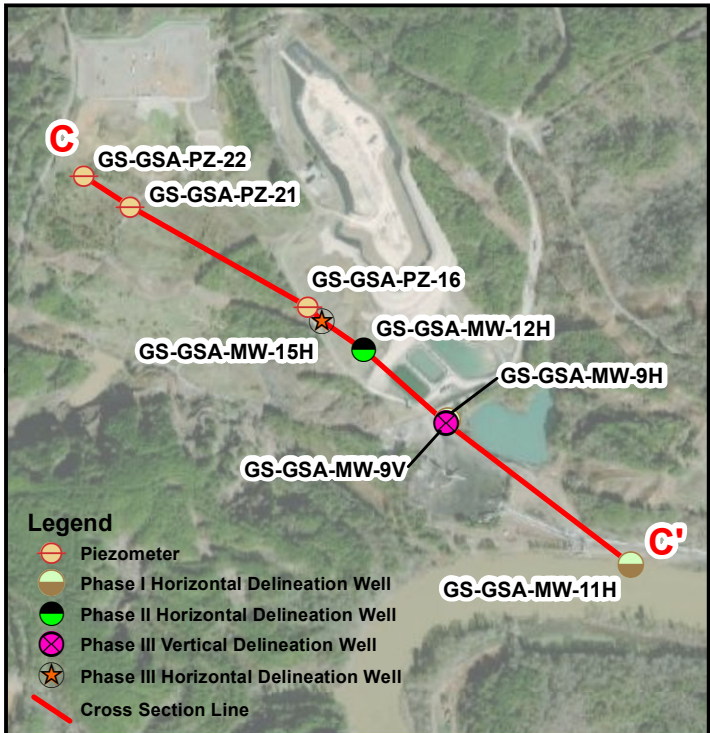 C
GS-GSA-PZ-22
GS-GSA-PZ-21
GS-GSA-PZ-16
GS-GSA-MW-12H
GS-GSA-MW-15H
GS-GSA-MW-9H
GS-GSA-MW-9V
C'
GS-GSA-MW-11H
Legend
Piezometer
Phase I Horizontal Delineation Well
Phase II Horizontal Delineation Well
Phase III Vertical Delineation Well
Phase III Horizontal Delineation Well
Cross Section Line